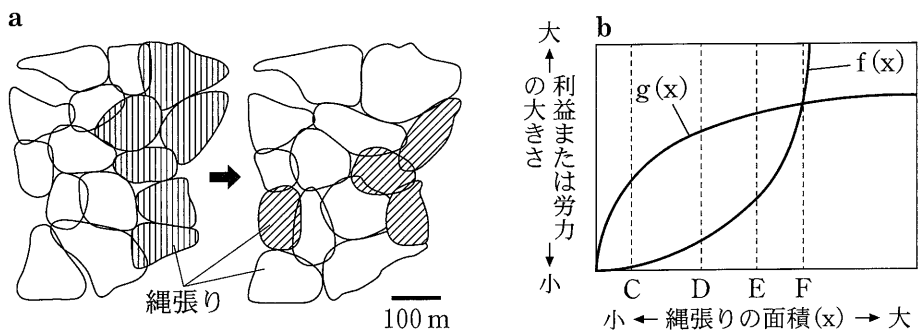 a
縄張り
100 m
b
大
利益または労力
の大きさ
小
g(x)
f(x)
C D E F
小 ← 縄張りの面積(x) → 大